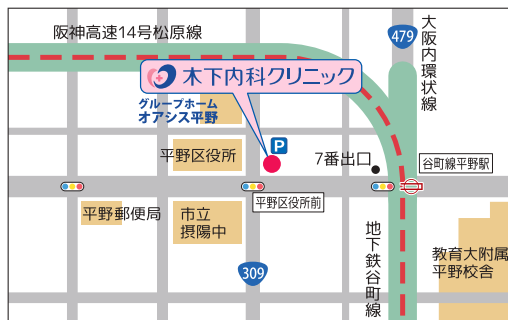 阪神高速14号松原線
479
大阪内環状線
木下内科クリニック
グループホーム
オアシス平野
P
平野区役所
7番出口
谷町線平野駅
平野郵便局
市立
摂陽中
平野区役所前
309
地下鉄谷町線
教育大附属
平野校舎